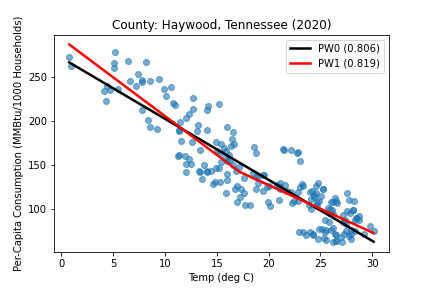 County: Haywood, Tennessee (2020)
PW0 (0.806)
PW1 (0.819)
Per-Capita Consumption (MMBtu/1000 Households)
250
200
150
100
0 5 10 15 20 25 30
Temp (deg C)